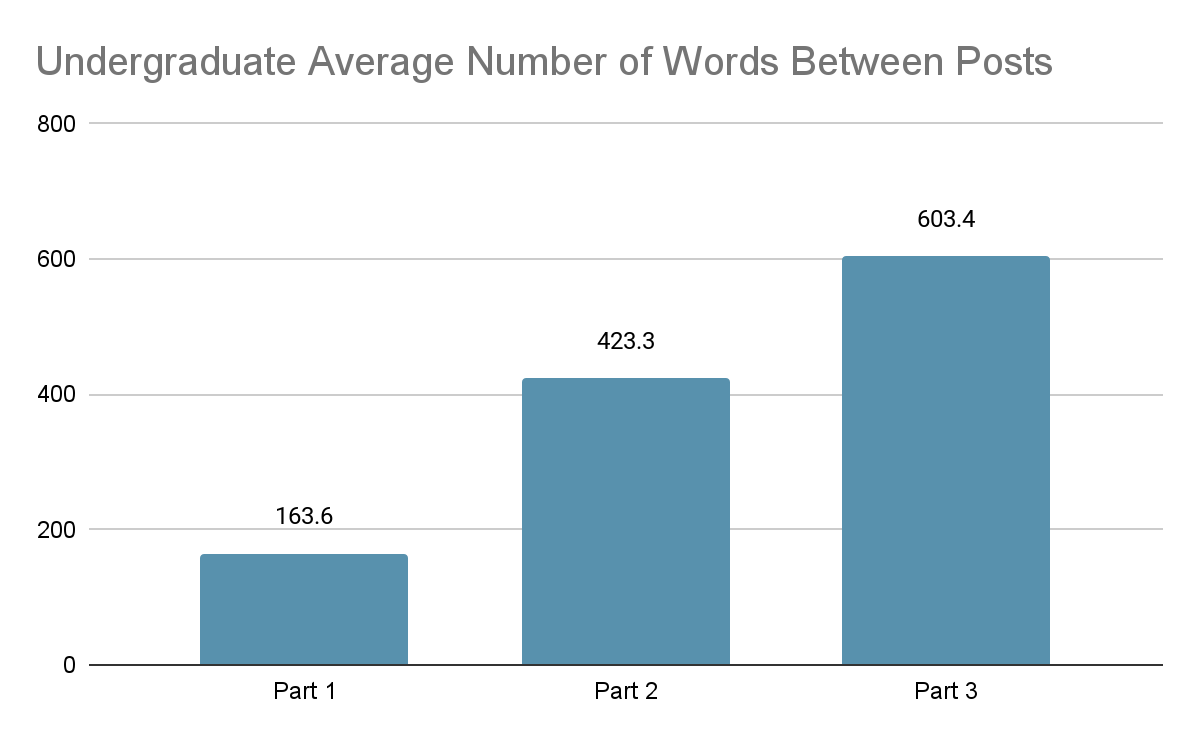 Undergraduate Average Number of Words Between Posts
800
600
400
200
0
163.6
423.3
603.4
Part 1
Part 2
Part 3